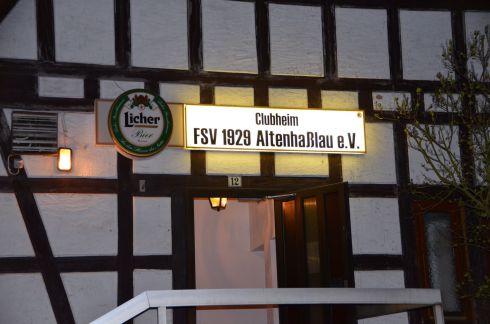 Licher
Bier
Clubheim
FSV 1929 Altenhaßlau e.V.
12